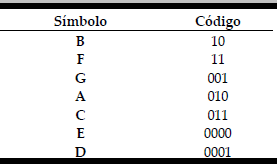 Símbolo Código
B 10
F 11
G 001
A 010
C 011
E 0000
D 0001